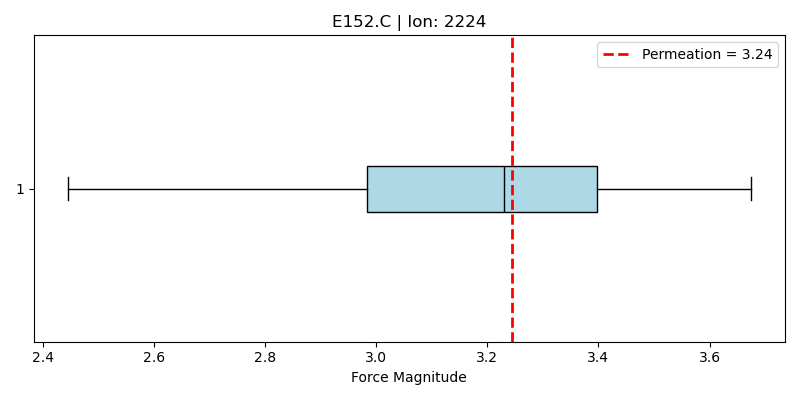 E152.C | Ion: 2224
Permeation = 3.24
1
2.4 2.6 2.8 3.0 3.2 3.4 3.6
Force Magnitude